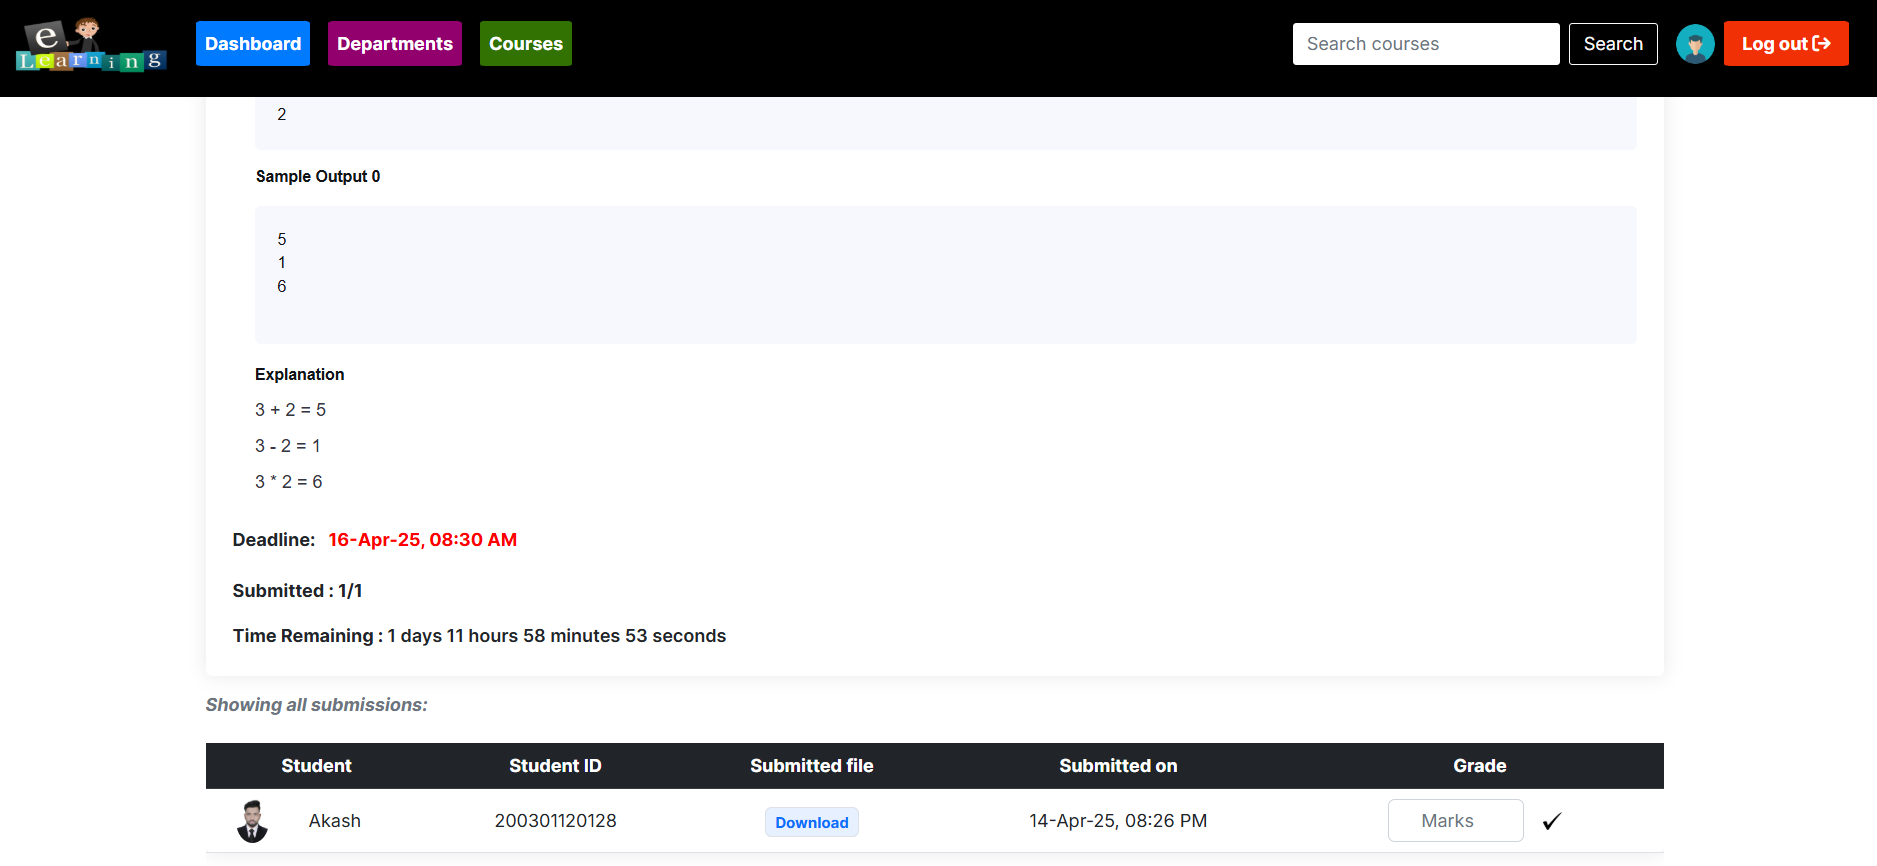 e
Learning
Dashboard Departments Courses Search courses Search Log out
2
Sample Output 0
5
1
6
Explanation
3 + 2 = 5
3 - 2 = 1
3 * 2 = 6
Deadline: 16-Apr-25, 08:30 AM
Submitted : 1/1
Time Remaining : 1 days 11 hours 58 minutes 53 seconds
Showing all submissions:
Student Student ID Submitted file Submitted on Grade
Akash 200301120128 Download 14-Apr-25, 08:26 PM Marks